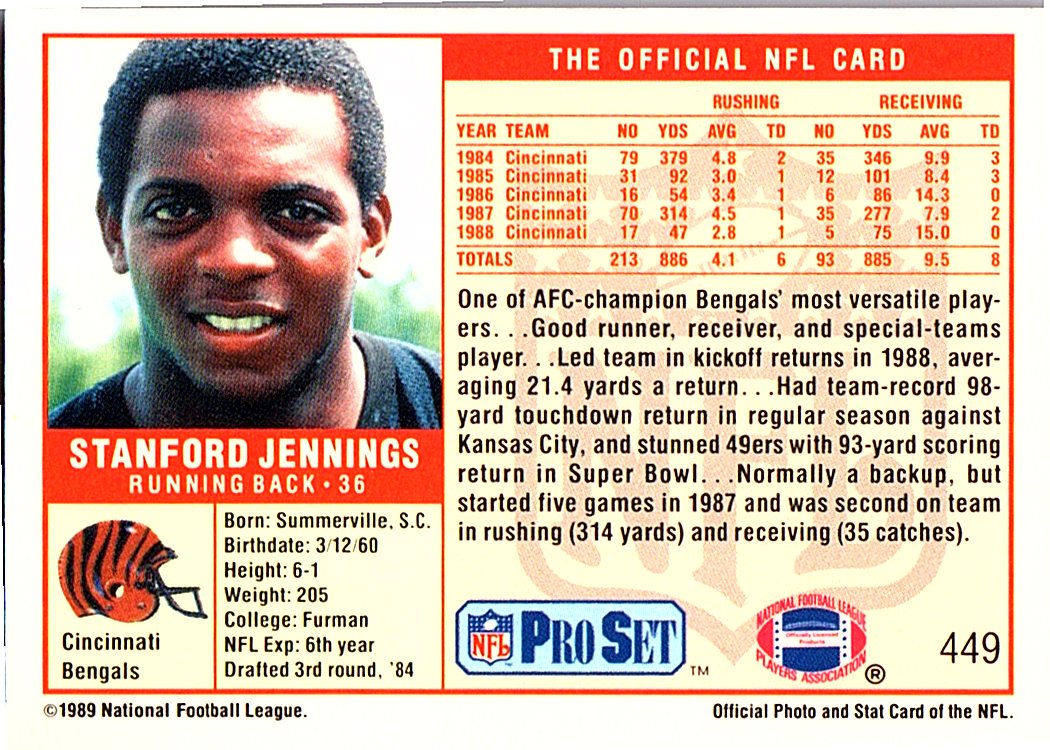 THE OFFICIAL NFL CARD
RUSHING RECEIVING
YEAR TEAM NO YDS AVG TD NO YDS AVG TD
1984 Cincinnati 79 379 4.8 2 35 346 9.9 3
1985 Cincinnati 31 92 3.0 1 12 101 8.4 3
1986 Cincinnati 16 54 3.4 1 6 86 14.3 0
1987 Cincinnati 70 314 4.5 1 35 277 7.9 2
1988 Cincinnati 17 47 2.8 1 5 75 15.0 0
TOTALS 213 886 4.1 6 93 885 9.5 8
One of AFC-champion Bengals' most versatile play-
ers. . .Good runner, receiver, and special-teams
player. . .Led team in kickoff returns in 1988, aver-
aging 21.4 yards a return. . .Had team-record 98-
yard touchdown return in regular season against
Kansas City, and stunned 49ers with 93-yard scoring
return in Super Bowl. . .Normally a backup, but
started five games in 1987 and was second on team
in rushing (314 yards) and receiving (35 catches).
STANFORD JENNINGS
RUNNING BACK • 36
Cincinnati
Bengals
Born: Summerville, S.C.
Birthdate: 3/12/60
Height: 6-1
Weight: 205
College: Furman
NFL Exp: 6th year
Drafted 3rd round, '84
NFL PRO SET ™
NATIONAL FOOTBALL LEAGUE
Officially Licensed
Products
PLAYERS ASSOCIATION ®
449
©1989 National Football League.
Official Photo and Stat Card of the NFL.